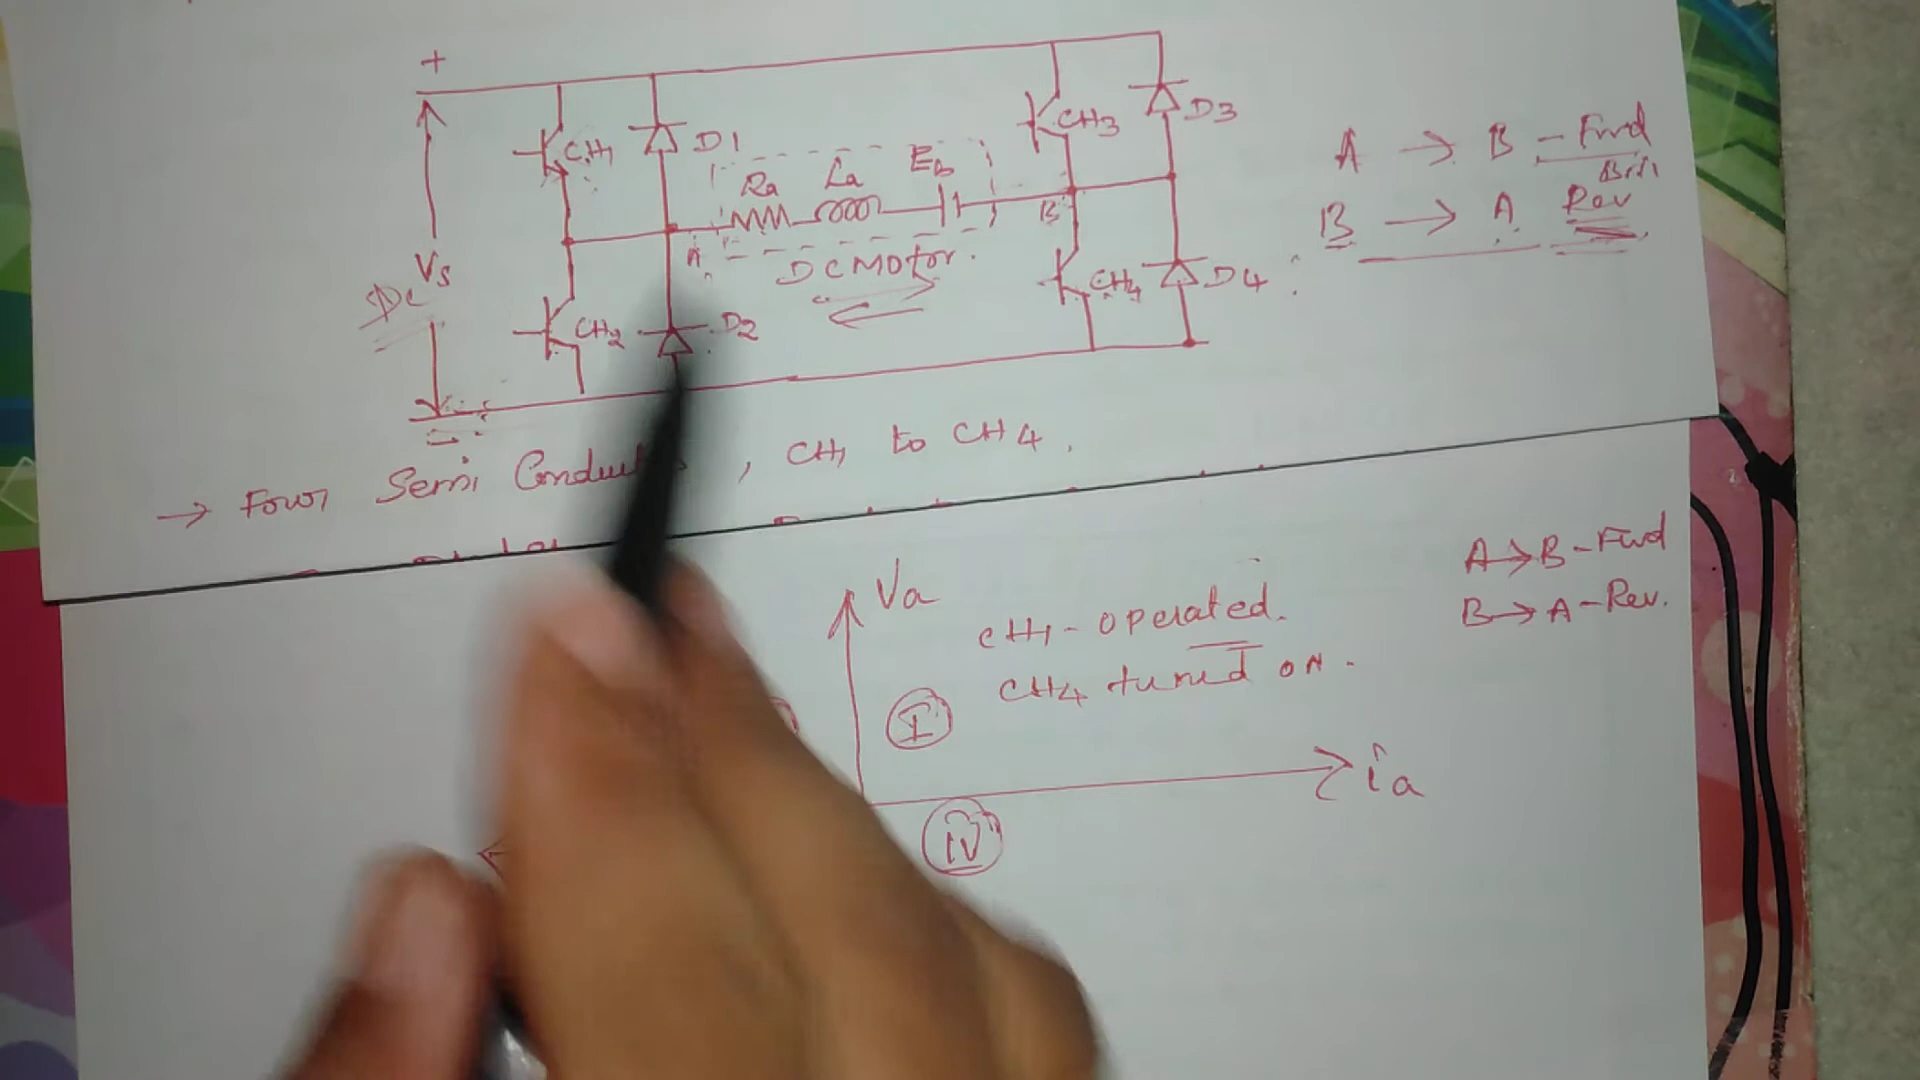 +
CH1 D1 CH3 D3
Ra La Eb
A B
DC Motor.
DC Vs
CH2 D2 CH4 D4
-
A → B - Fwd
B → A Rev
→ Four Semi , CH1 to CH4.
Va
CH1 - operated.
CH4 turned on.
I
ia
IV
A → B - Fwd
B → A - Rev.